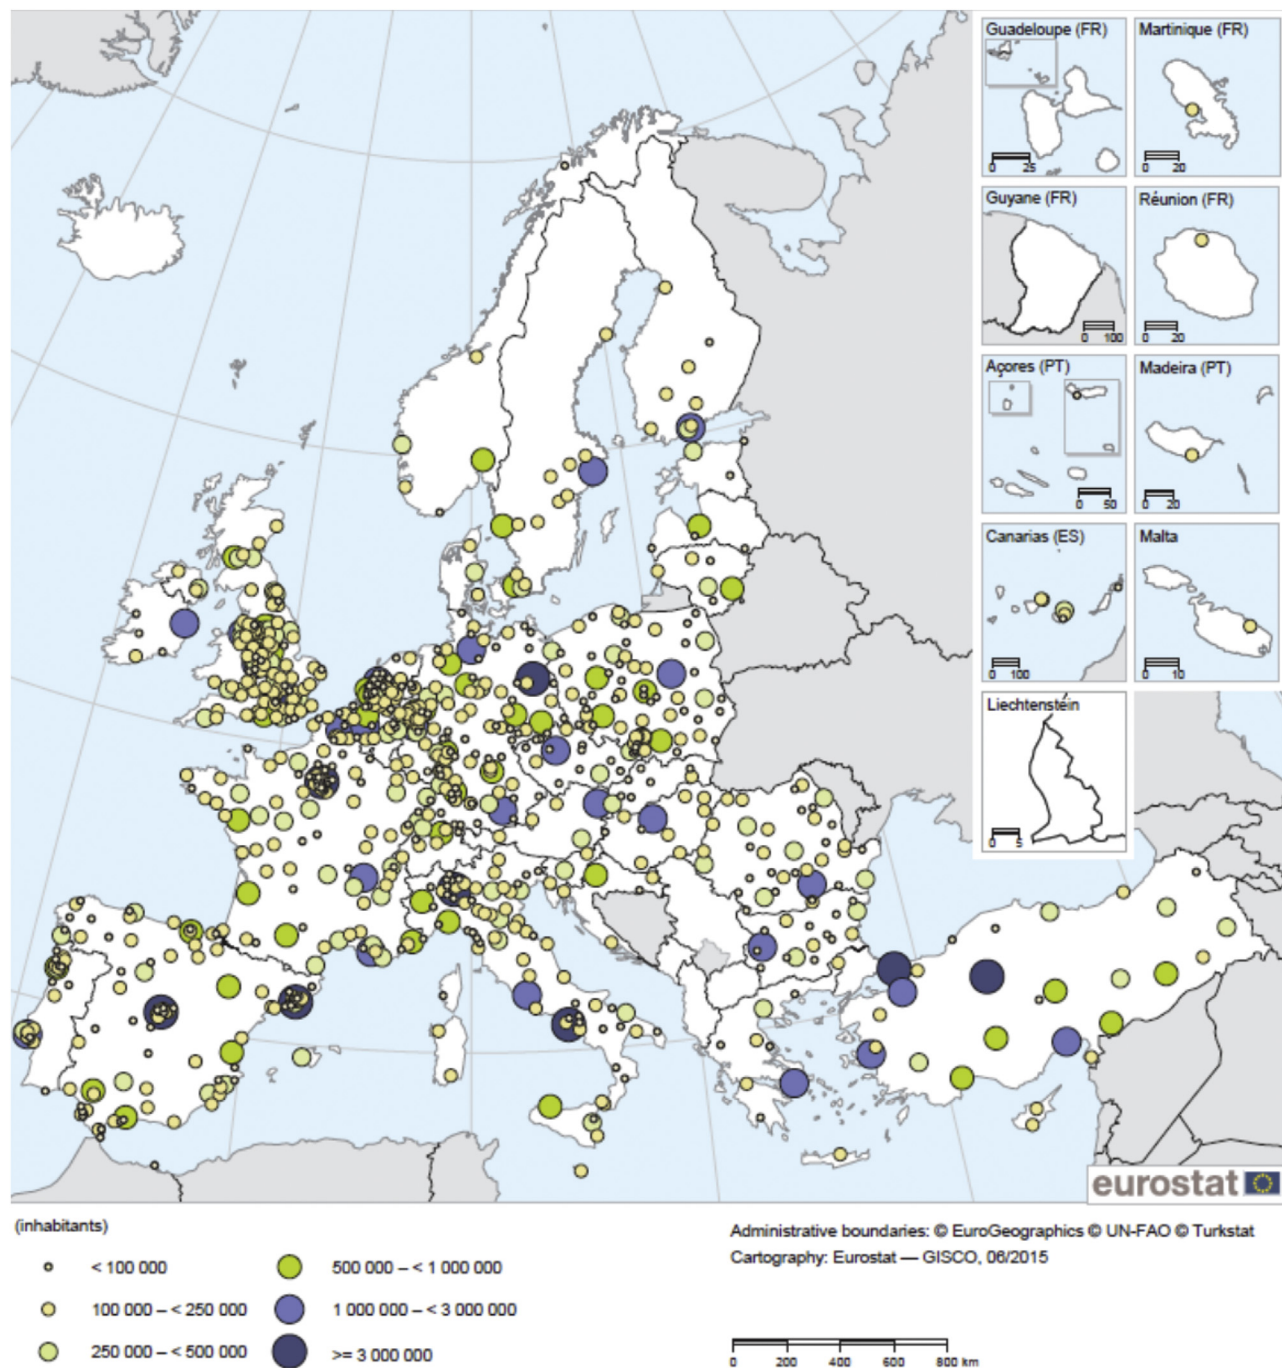 Guadeloupe (FR)
0 25
Martinique (FR)
0 20
Guyane (FR)
0 100
Réunion (FR)
0 20
Açores (PT)
0 50
Madeira (PT)
0 20
Canarias (ES)
0 100
Malta
0 10
Liechtenstéin
0 5
eurostat
(inhabitants)
< 100 000
100 000 – < 250 000
250 000 – < 500 000
500 000 – < 1 000 000
1 000 000 – < 3 000 000
>= 3 000 000
Administrative boundaries: © EuroGeographics © UN-FAO © Turkstat
Cartography: Eurostat — GISCO, 06/2015
0 200 400 600 800 km